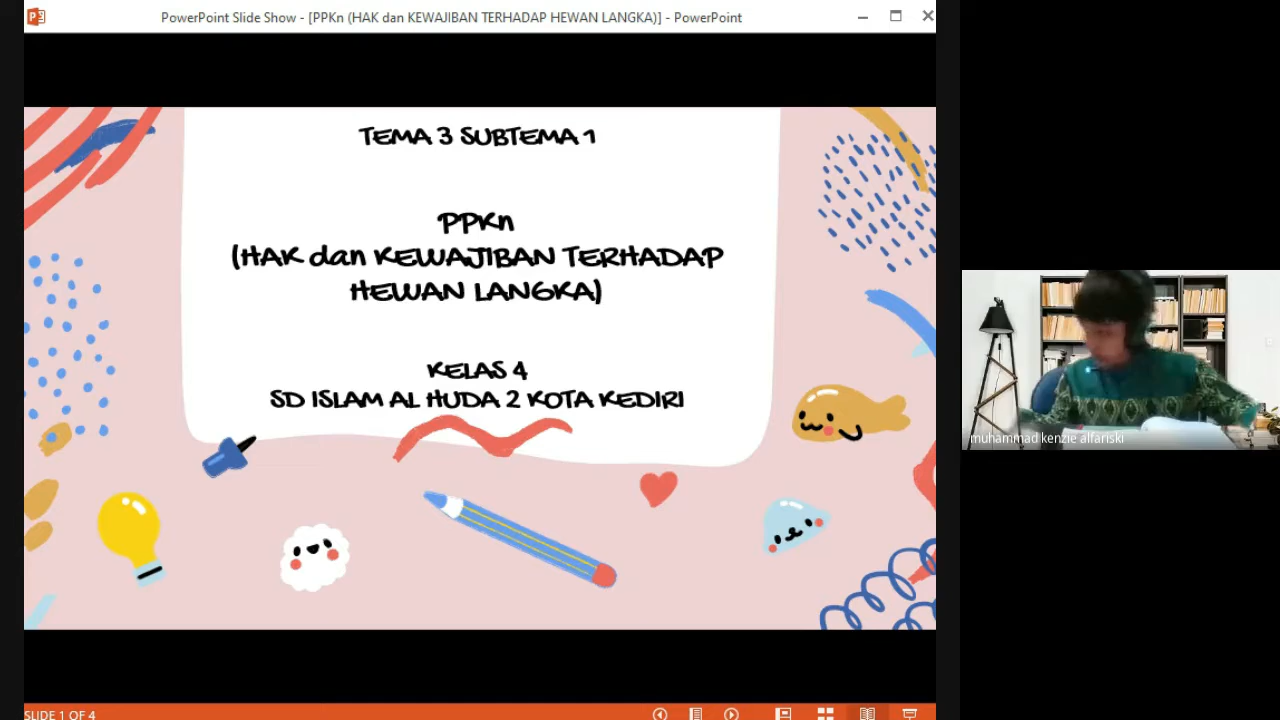 PowerPoint Slide Show - [PPKn (HAK dan KEWAJIBAN TERHADAP HEWAN LANGKA)] - PowerPoint
TEMA 3 SUBTEMA 1
PPKn
(HAK dan KEWAJIBAN TERHADAP
HEWAN LANGKA)
KELAS 4
SD ISLAM AL HUDA 2 KOTA KEDIRI
muhammad kenzie alfariski
SLIDE 1 OF 4